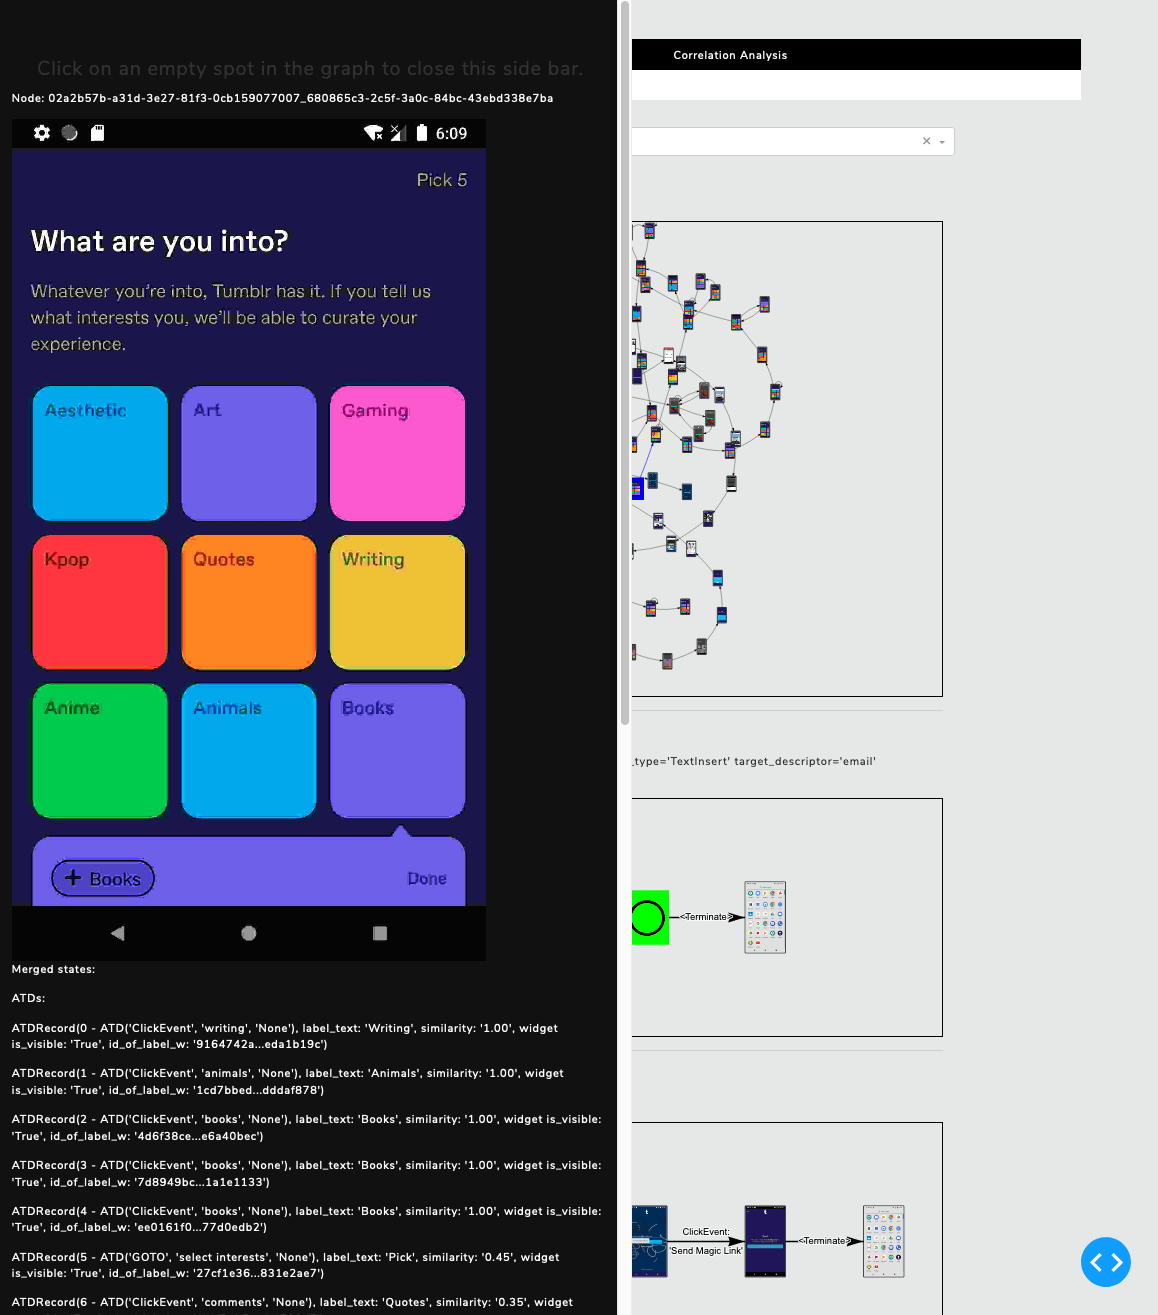 Click on an empty spot in the graph to close this side bar.
Node: 02a2b57b-a31d-3e27-81f3-0cb159077007_680865c3-2c5f-3a0c-84bc-43ebd338e7ba
6:09
Pick 5
What are you into?
Whatever you're into, Tumblr has it. If you tell us
what interests you, we'll be able to curate your
experience.
Aesthetic
Art
Gaming
Kpop
Quotes
Writing
Anime
Animals
Books
+ Books
Done
Merged states:
ATDs:
ATDRecord(0 - ATD('ClickEvent', 'writing', 'None'), label_text: 'Writing', similarity: '1.00', widget
is_visible: 'True', id_of_label_w: '9164742a...eda1b19c')
ATDRecord(1 - ATD('ClickEvent', 'animals', 'None'), label_text: 'Animals', similarity: '1.00', widget
is_visible: 'True', id_of_label_w: '1cd7bbed...dddaf878')
ATDRecord(2 - ATD('ClickEvent', 'books', 'None'), label_text: 'Books', similarity: '1.00', widget is_visible:
'True', id_of_label_w: '4d6f38ce...e6a40bec')
ATDRecord(3 - ATD('ClickEvent', 'books', 'None'), label_text: 'Books', similarity: '1.00', widget is_visible:
'True', id_of_label_w: '7d8949bc...1a1e1133')
ATDRecord(4 - ATD('ClickEvent', 'books', 'None'), label_text: 'Books', similarity: '1.00', widget is_visible:
'True', id_of_label_w: 'ee0161f0...77d0edb2')
ATDRecord(5 - ATD('GOTO', 'select interests', 'None'), label_text: 'Pick', similarity: '0.45', widget
is_visible: 'True', id_of_label_w: '27cf1e36...831e2ae7')
ATDRecord(6 - ATD('ClickEvent', 'comments', 'None'), label_text: 'Quotes', similarity: '0.35', widget
Correlation Analysis
_type='TextInsert' target_descriptor='email'
<Terminate>
ClickEvent:
'Send Magic Link'
<Terminate>